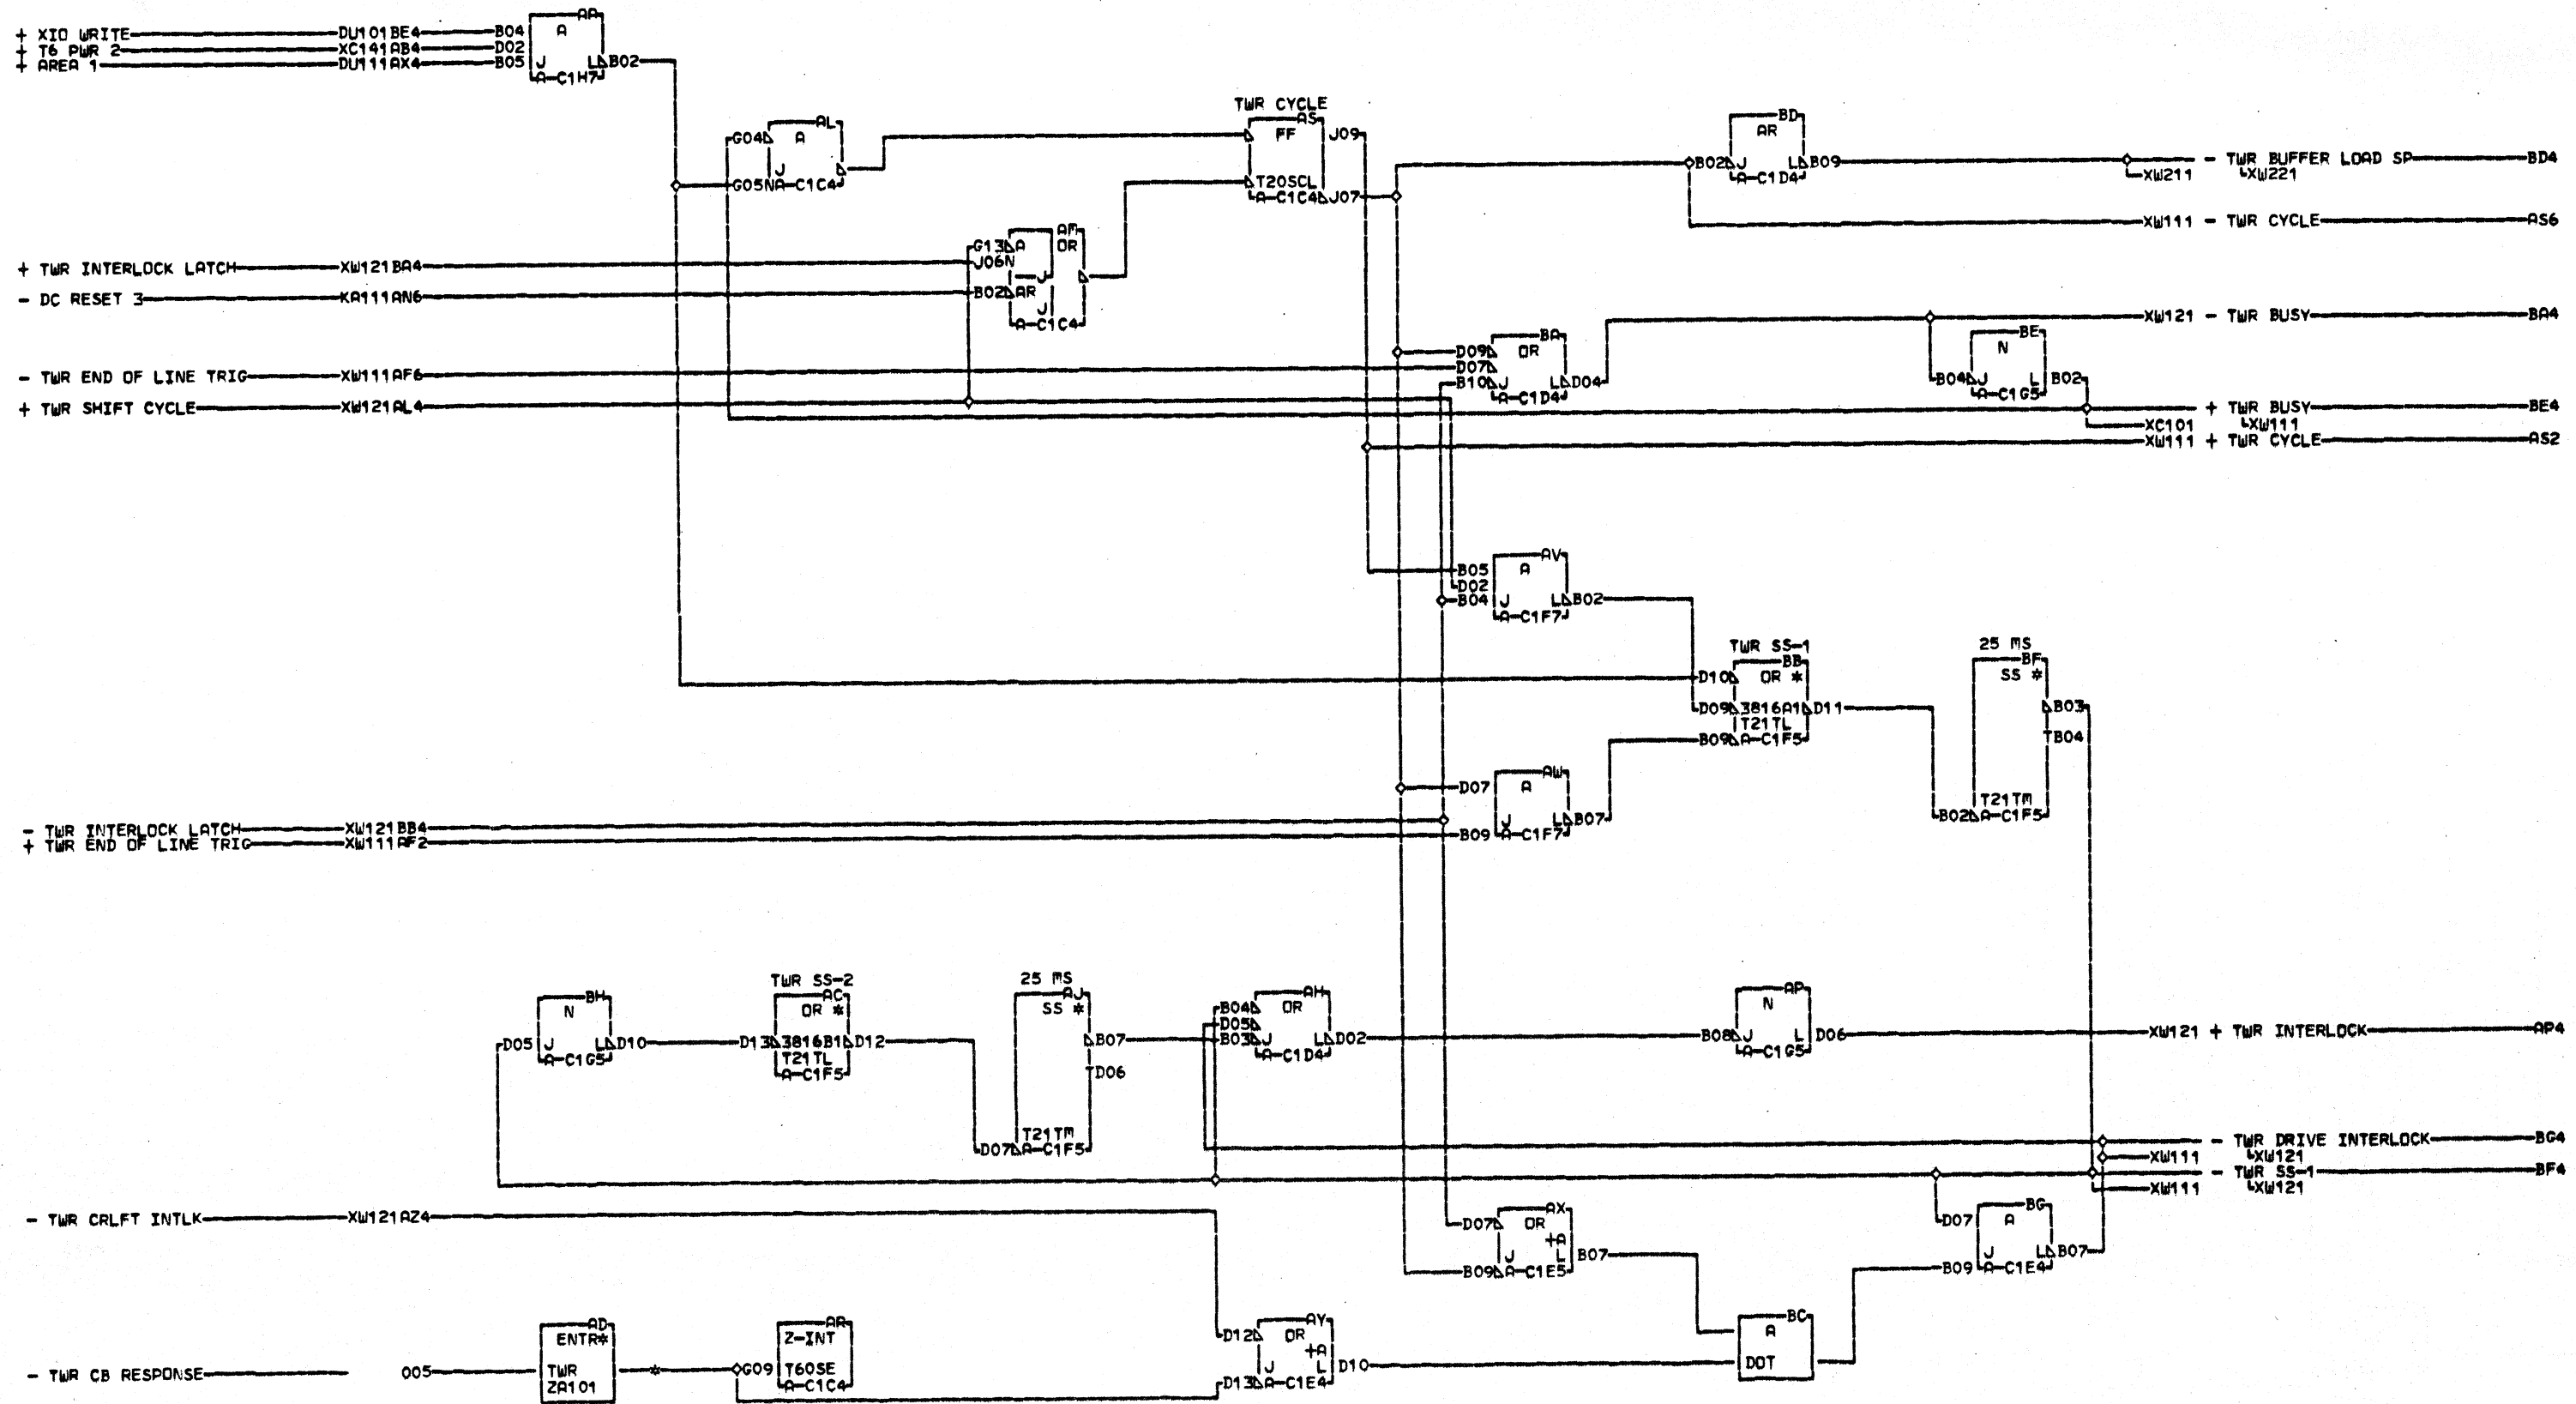 + XIO WRITE DU101BE4 B04
+ T6 PWR 2 XC141AB4 D02
+ AREA 1 DU111AX4 B05
AA
A
J L B02
A-C1H7
G04 AL
A
J
G05NA-C1C4
TWR CYCLE
AS
FF J09
T20SCL
A-C1C4 J07
BD
AR
B02 J L B09
A-C1D4
- TWR BUFFER LOAD SP BD4
XW211 XW221
XW111 - TWR CYCLE AS6
AM
G13 A OR
J06N
J
B02 AR
J
A-C1C4
+ TWR INTERLOCK LATCH XW121BA4
- DC RESET 3 KA111AN6
XW121 - TWR BUSY BA4
BA
D09 OR
D07
B10 J L D04
A-C1D4
BE
N
B04 J L B02
A-C1G5
- TWR END OF LINE TRIG XW111AF6
+ TWR SHIFT CYCLE XW121AL4
+ TWR BUSY BE4
XC101 XW111
XW111 + TWR CYCLE AS2
AV
B05 A
D02
B04 J L B02
A-C1F7
TWR SS-1
BB
D10 OR *
D09 3816A1 D11
T21TL
B09 A-C1F5
25 MS
BF
SS *
B03
TB04
T21TM
B02 A-C1F5
AW
D07 A
J L B07
B09 A-C1F7
- TWR INTERLOCK LATCH XW121BB4
+ TWR END OF LINE TRIG XW111AF2
BH
N
D05 J L D10
A-C1G5
TWR SS-2
AC
OR *
D13 3816B1 D12
T21TL
A-C1F5
25 MS
AJ
SS *
B07
TD06
T21TM
D07 A-C1F5
AH
B04 OR
D05
B03 J L D02
A-C1D4
AP
N
B08 J L D06
A-C1G5
XW121 + TWR INTERLOCK AP4
- TWR DRIVE INTERLOCK BG4
XW111 XW121
- TWR SS-1 BF4
XW111 XW121
- TWR CRLFT INTLK XW121AZ4
AX
D07 OR
+A
J L B07
B09 A-C1E5
BG
D07 A
J L B07
B09 A-C1E4
- TWR CB RESPONSE 005
AD
ENTR*
TWR
ZA101
*
AR
Z-INT
G09 T60SE
A-C1C4
AY
D12 OR
+A
J L D10
D13 A-C1E4
BC
A
DOT